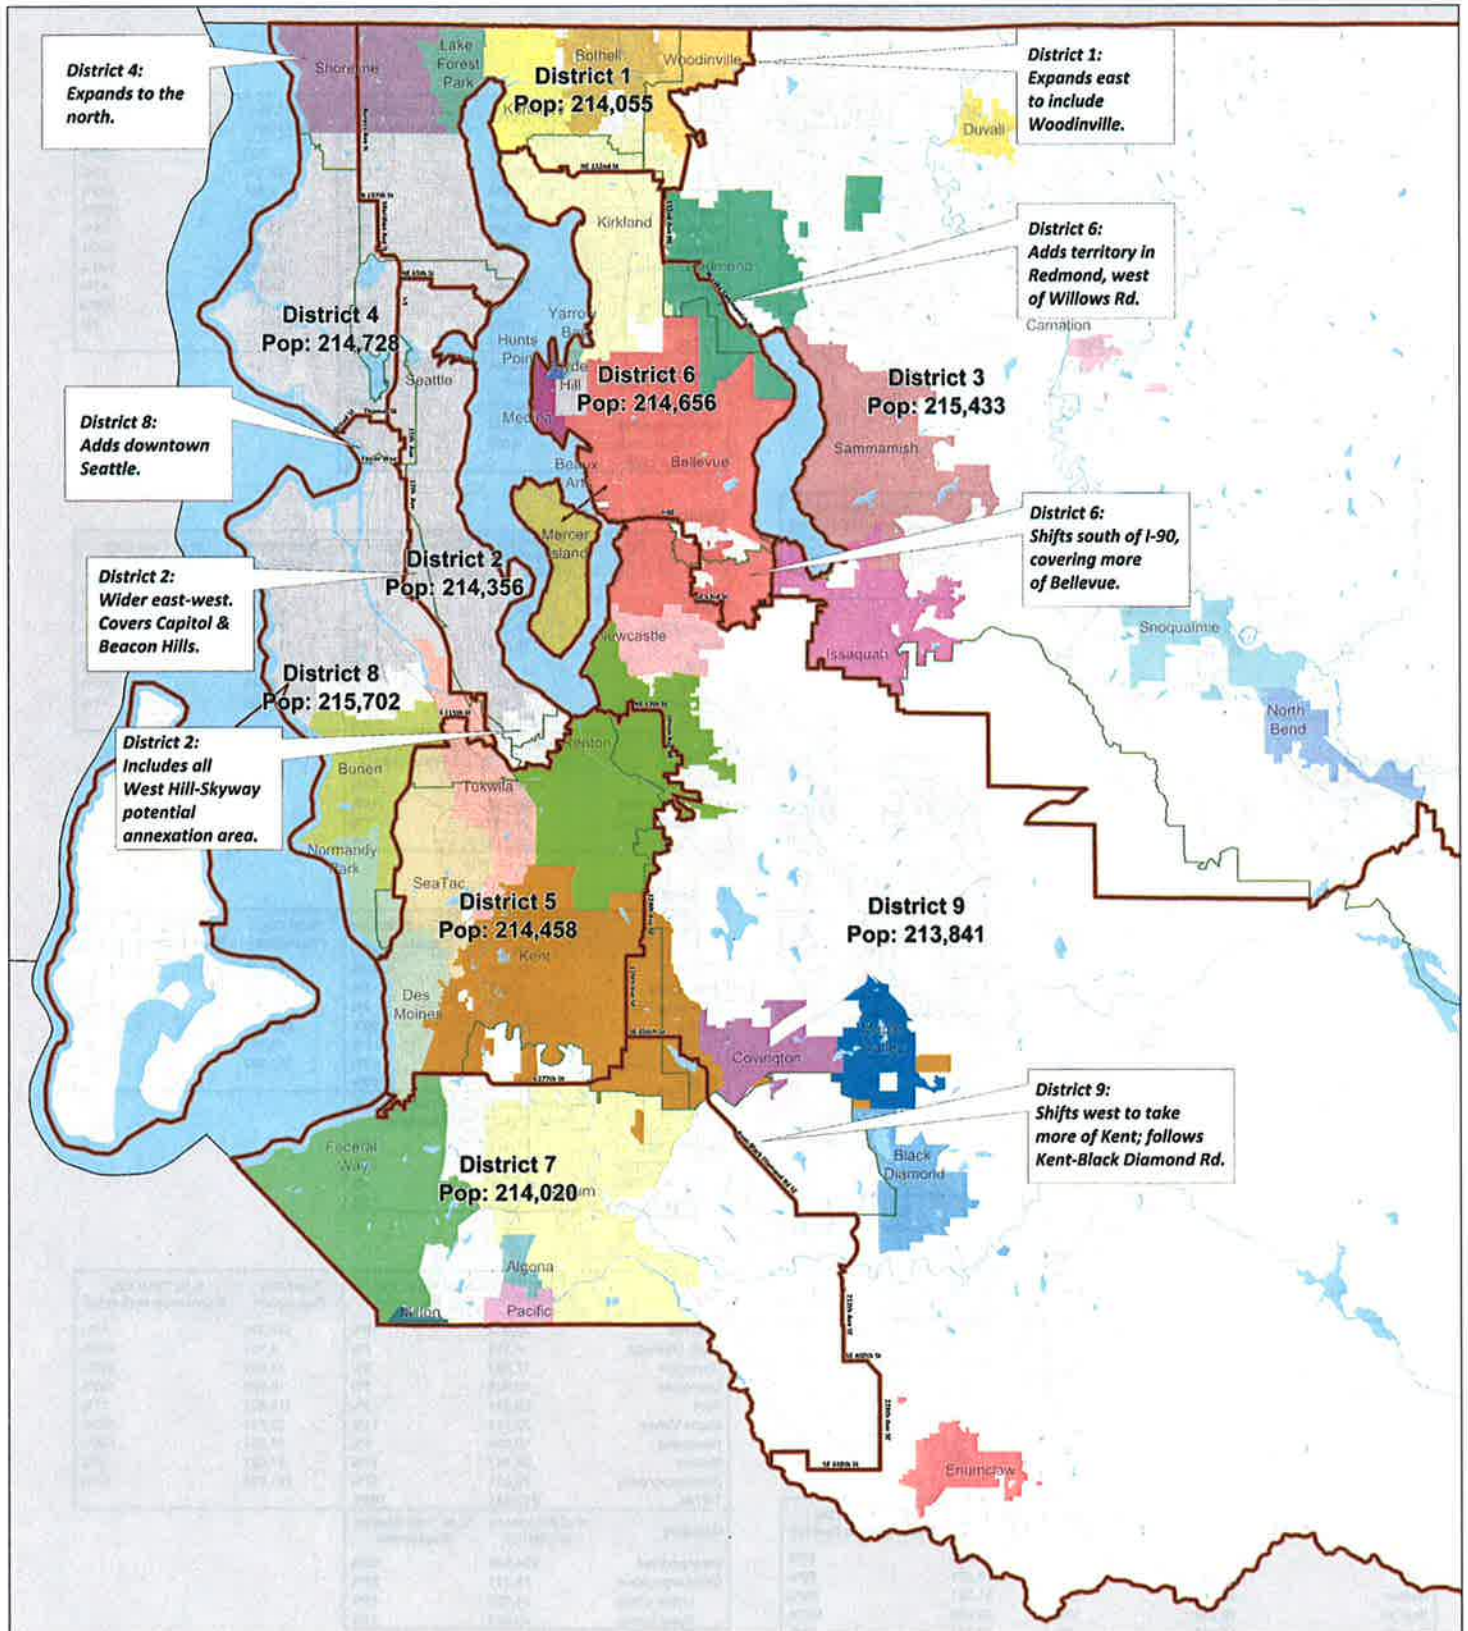 District 4:
Expands to the
north.
Shoreline
Lake
Forest
Park
Bothell
Woodinville
District 1
Pop: 214,055
District 1:
Expands east
to include
Woodinville.
Duvall
NE 132nd St
Kirkland
District 6:
Adds territory in
Redmond, west
of Willows Rd.
Redmond
Carnation
District 4
Pop: 214,728
Yarrow
Hunts
Point
Hill
Seattle
Medina
District 6
Pop: 214,656
District 3
Pop: 215,433
District 8:
Adds downtown
Seattle.
Beaux
Arts
Bellevue
Sammamish
Mercer
Island
District 6:
Shifts south of I-90,
covering more
of Bellevue.
District 2
Pop: 214,356
District 2:
Wider east-west.
Covers Capitol &
Beacon Hills.
Newcastle
Issaquah
Snoqualmie
North
Bend
District 8
Pop: 215,702
District 2:
Includes all
West Hill-Skyway
potential
annexation area.
Renton
Burien
Tukwila
Normandy
Park
SeaTac
District 5
Pop: 214,458
Kent
Des
Moines
District 9
Pop: 213,841
Covington
S 277th St
District 9:
Shifts west to take
more of Kent; follows
Kent-Black Diamond Rd.
Federal
Way
Black
Diamond
District 7
Pop: 214,020
Algona
Milton
Pacific
Enumclaw